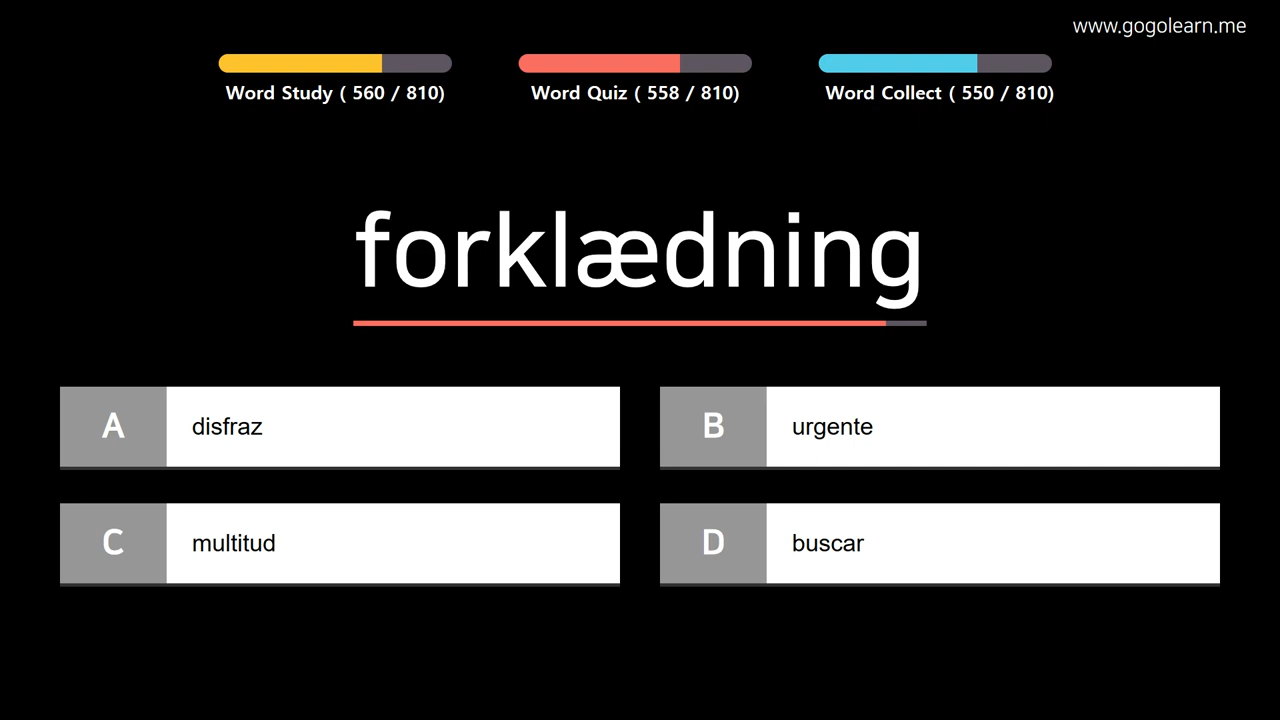 www.gogolearn.me
Word Study ( 560 / 810)
Word Quiz ( 558 / 810)
Word Collect ( 550 / 810)
forklædning
A disfraz
B urgente
C multitud
D buscar